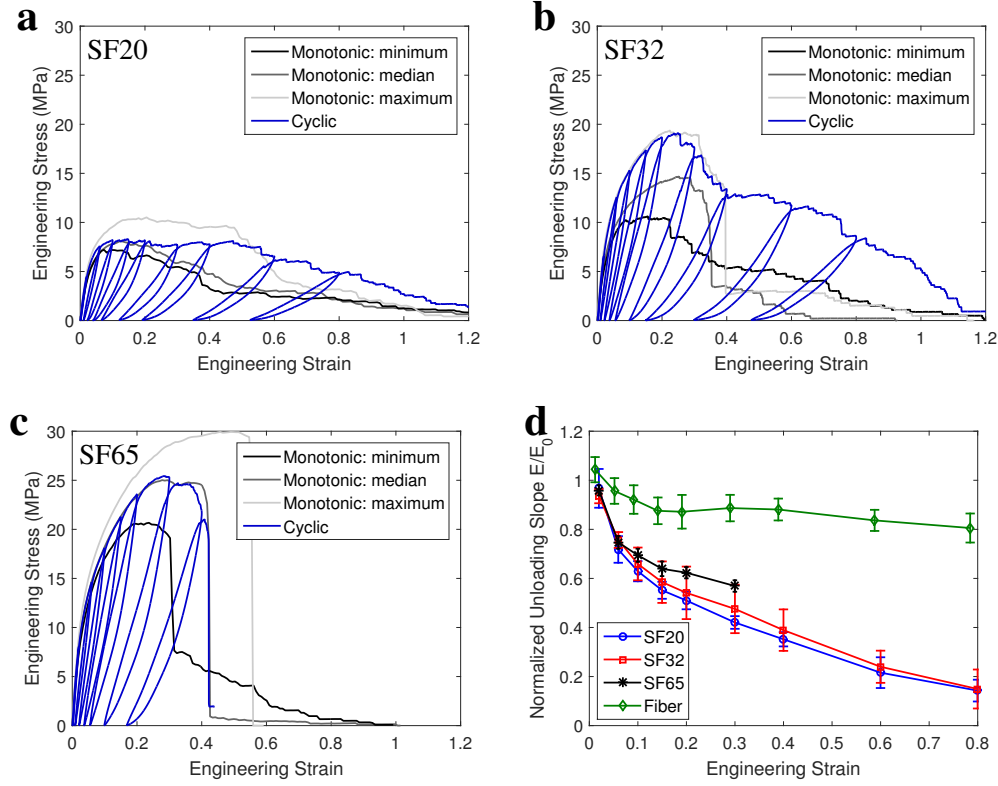 a
SF20
Monotonic: minimum
Monotonic: median
Monotonic: maximum
Cyclic
Engineering Stress (MPa)
30
25
20
15
10
5
0
0 0.2 0.4 0.6 0.8 1 1.2
Engineering Strain
b
SF32
Monotonic: minimum
Monotonic: median
Monotonic: maximum
Cyclic
Engineering Stress (MPa)
30
25
20
15
10
5
0
0 0.2 0.4 0.6 0.8 1 1.2
Engineering Strain
c
SF65
Monotonic: minimum
Monotonic: median
Monotonic: maximum
Cyclic
Engineering Stress (MPa)
30
25
20
15
10
5
0
0 0.2 0.4 0.6 0.8 1 1.2
Engineering Strain
d
Normalized Unloading Slope E/E0
1.2
1
0.8
0.6
0.4
0.2
0
SF20
SF32
SF65
Fiber
0 0.1 0.2 0.3 0.4 0.5 0.6 0.7 0.8
Engineering Strain